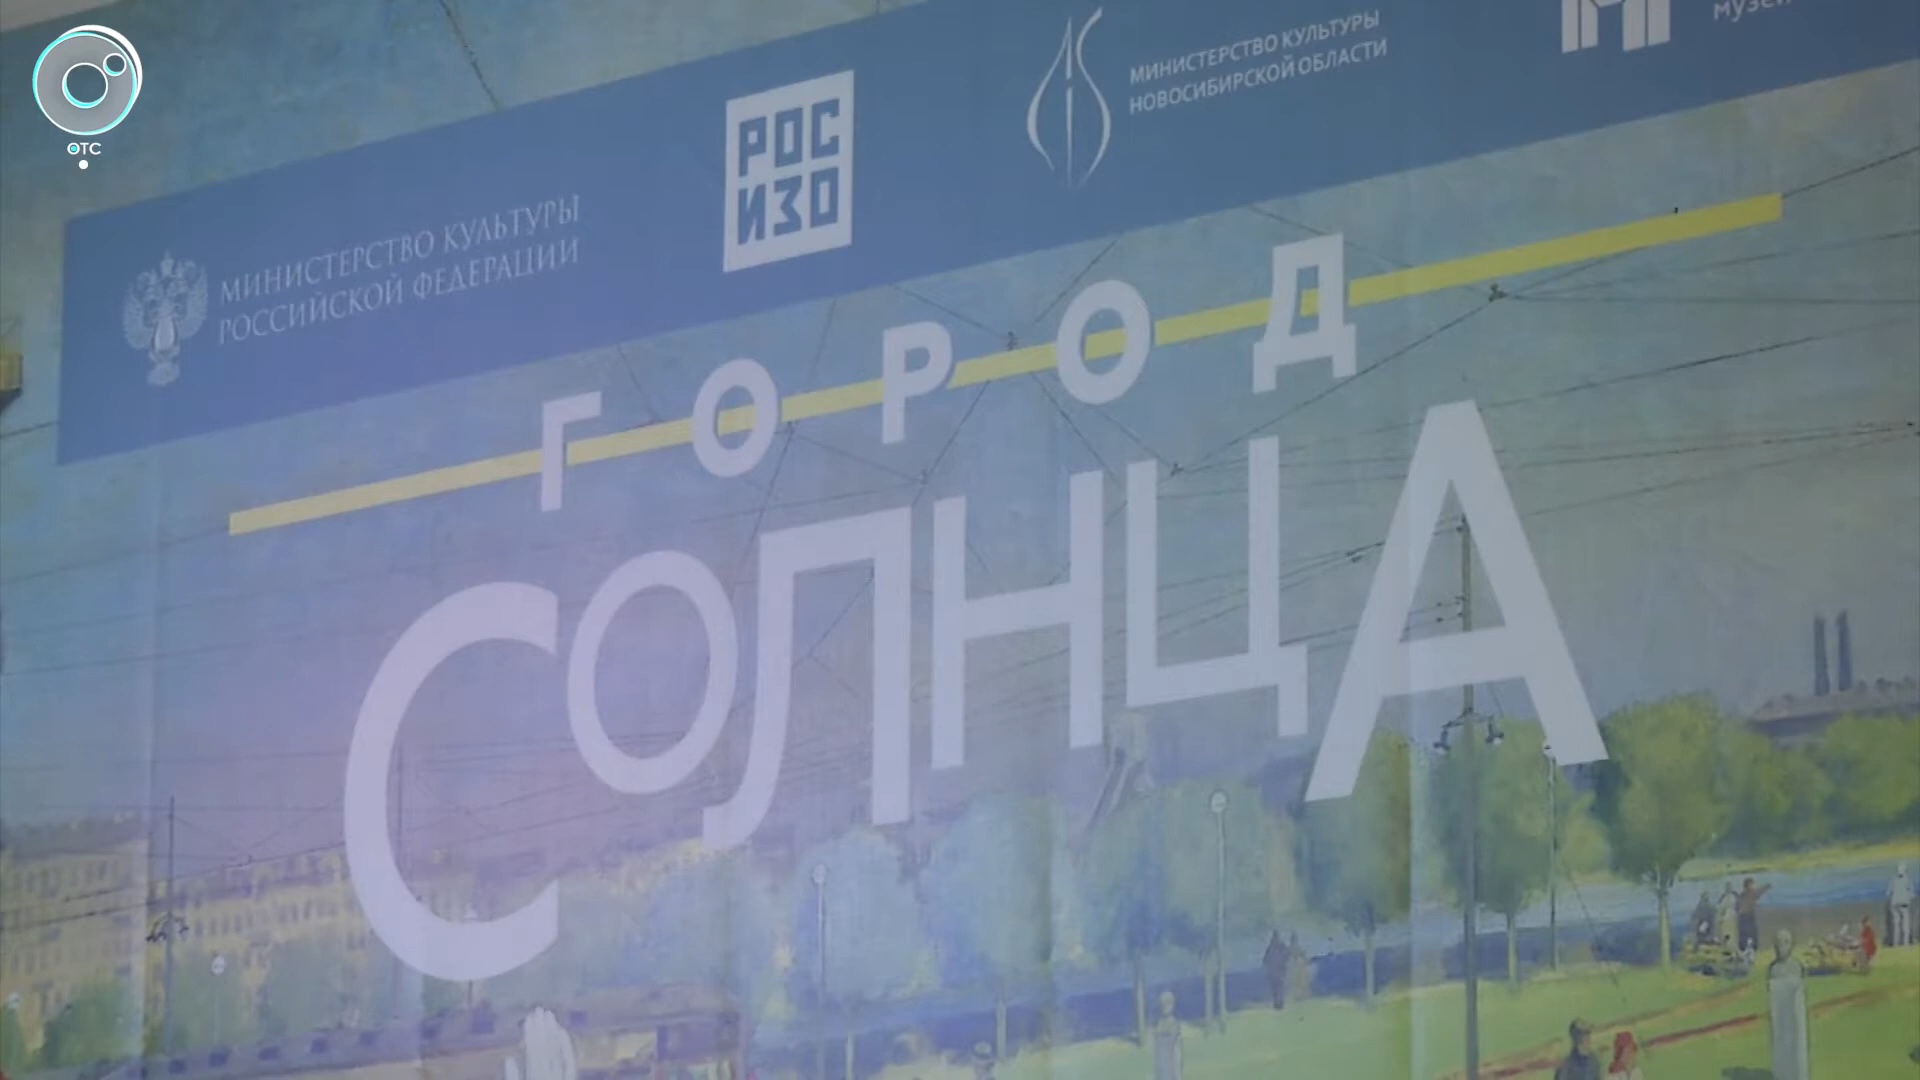 ОТС
МИНИСТЕРСТВО КУЛЬТУРЫ
РОССИЙСКОЙ ФЕДЕРАЦИИ
РОС
ИЗО
МИНИСТЕРСТВО КУЛЬТУРЫ
НОВОСИБИРСКОЙ ОБЛАСТИ
ГОРОД
СОЛНЦА